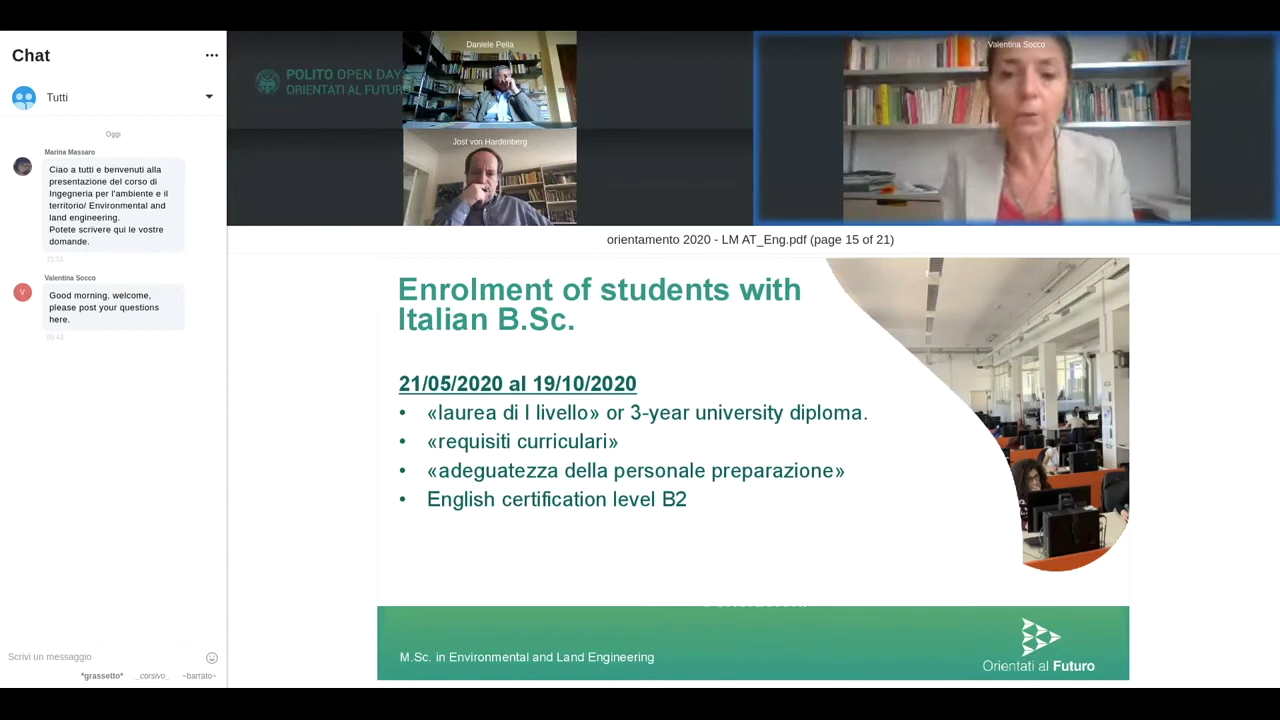 Chat
Tutti
Oggi
Marina Massaro
Ciao a tutti e benvenuti alla
presentazione del corso di
Ingegneria per l'ambiente e il
territorio/ Environmental and
land engineering.
Potete scrivere qui le vostre
domande.
21:51
Valentina Socco
V
Good morning, welcome,
please post your questions
here.
09:43
Scrivi un messaggio
*grassetto* _corsivo_ ~barrato~
POLITO OPEN DAYS
ORIENTATI AL FUTURO
Daniele Peila
Jost von Hardenberg
Valentina Socco
orientamento 2020 - LM AT_Eng.pdf (page 15 of 21)
Enrolment of students with
Italian B.Sc.
21/05/2020 al 19/10/2020
• «laurea di I livello» or 3-year university diploma.
• «requisiti curriculari»
• «adeguatezza della personale preparazione»
• English certification level B2
M.Sc. in Environmental and Land Engineering
Orientati al Futuro